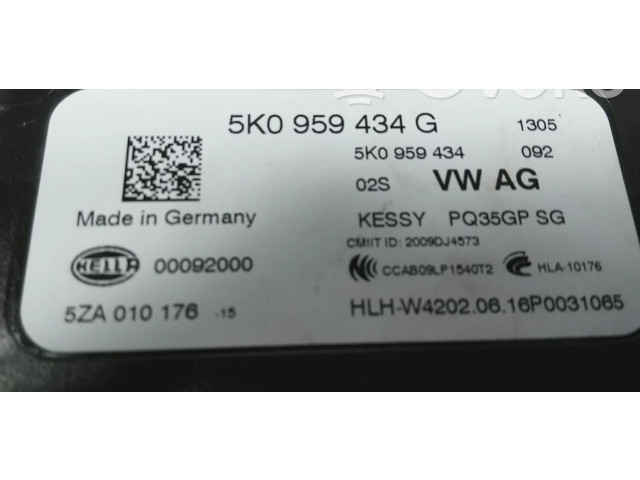 5K0 959 434 G 1305
5K0 959 434 092
02S VW AG
Made in Germany KESSY PQ35GP SG
CMIIT ID: 2009DJ4573
HELLA 00092000 CCAB09LP1540T2 HLA-10176
5ZA 010 176 -15 HLH-W4202.06.16P0031065